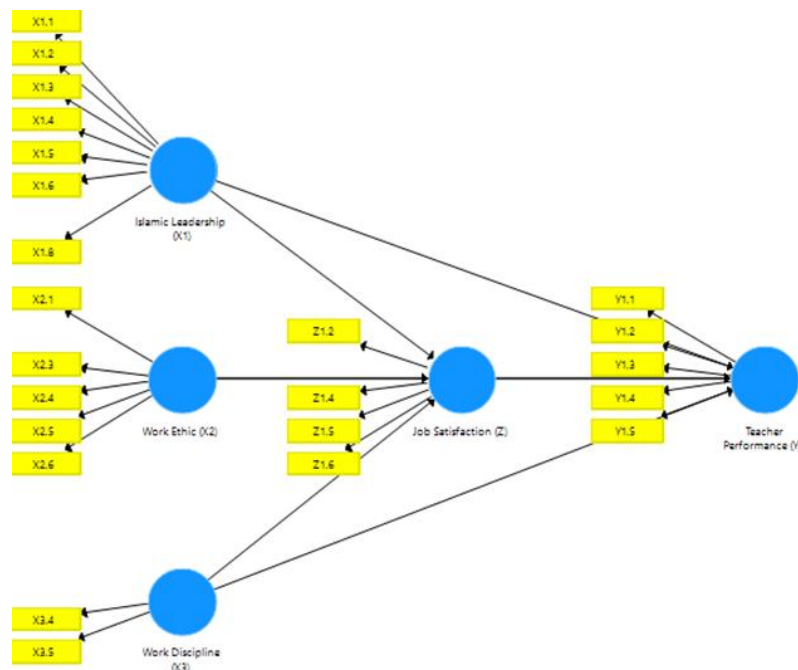 X1.1
X1.2
X1.3
X1.4
X1.5
X1.6
X1.8
Islamic Leadership
(X1)
X2.1
X2.3
X2.4
X2.5
X2.6
Work Ethic (X2)
X3.4
X3.5
Work Discipline
(X3)
Z1.2
Z1.4
Z1.5
Z1.6
Job Satisfaction (Z)
Y1.1
Y1.2
Y1.3
Y1.4
Y1.5
Teacher
Performance (Y